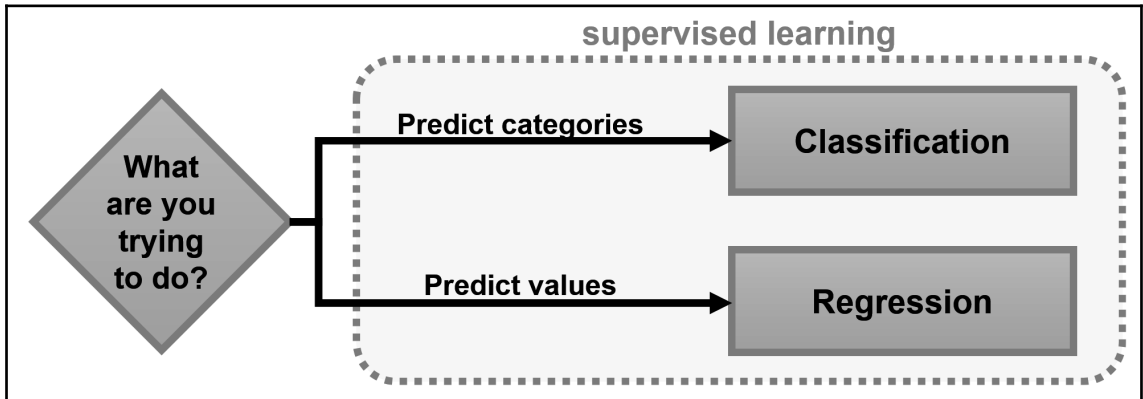 supervised learning
What
are you
trying
to do?
Predict categories
Classification
Predict values
Regression